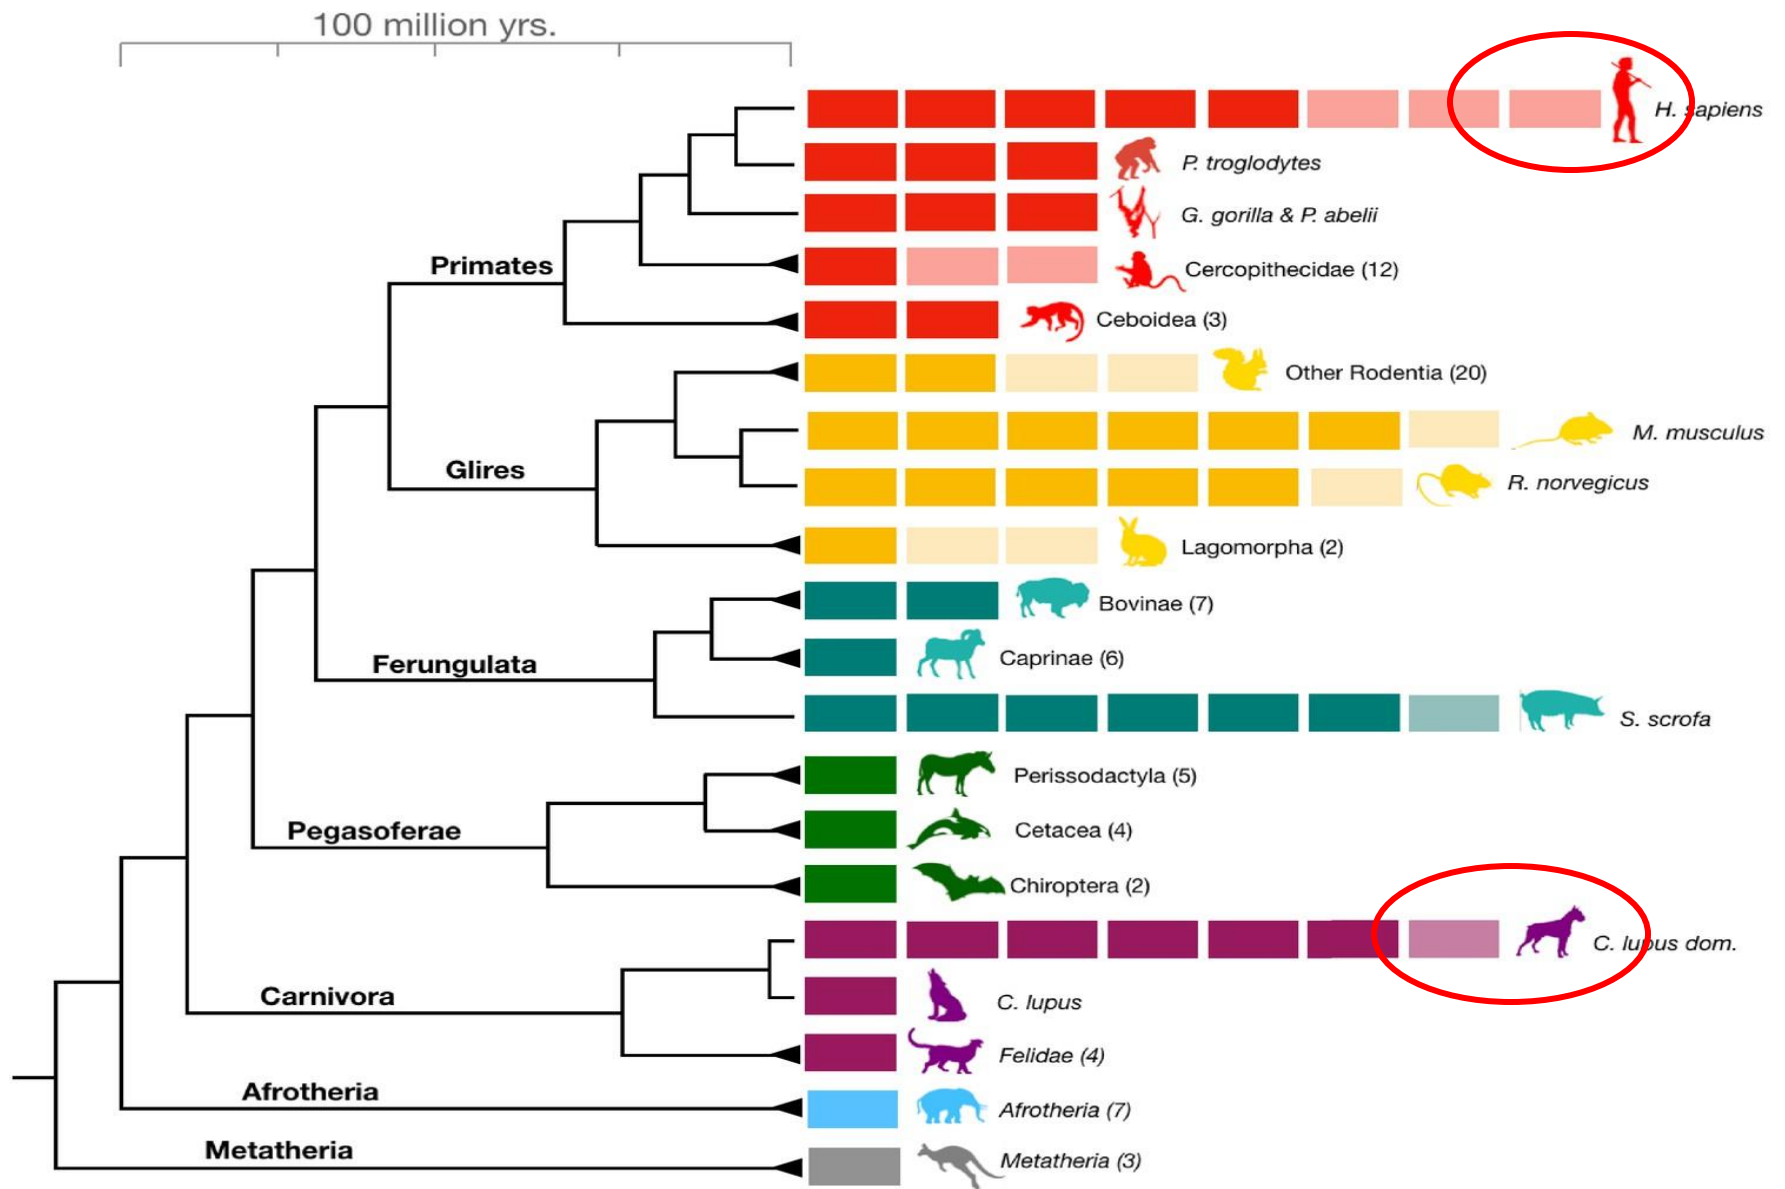 100 million yrs.
H. sapiens
P. troglodytes
G. gorilla & P. abelii
Primates
Cercopithecidae (12)
Ceboidea (3)
Other Rodentia (20)
M. musculus
Glires
R. norvegicus
Lagomorpha (2)
Bovinae (7)
Ferungulata
Caprinae (6)
S. scrofa
Perissodactyla (5)
Pegasoferae
Cetacea (4)
Chiroptera (2)
C. lupus dom.
Carnivora
C. lupus
Felidae (4)
Afrotheria
Afrotheria (7)
Metatheria
Metatheria (3)